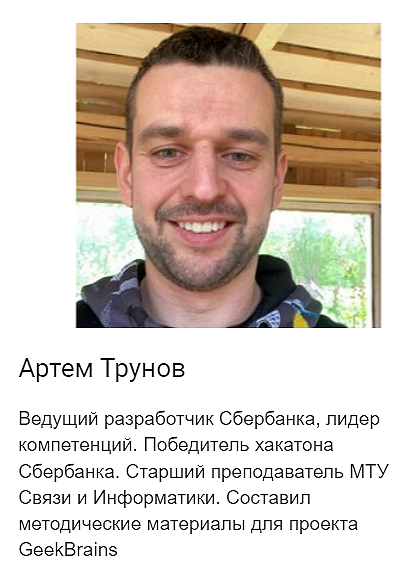 Артем Трунов
Ведущий разработчик Сбербанка, лидер
компетенций. Победитель хакатона
Сбербанка. Старший преподаватель МТУ
Связи и Информатики. Составил
методические материалы для проекта
GeekBrains